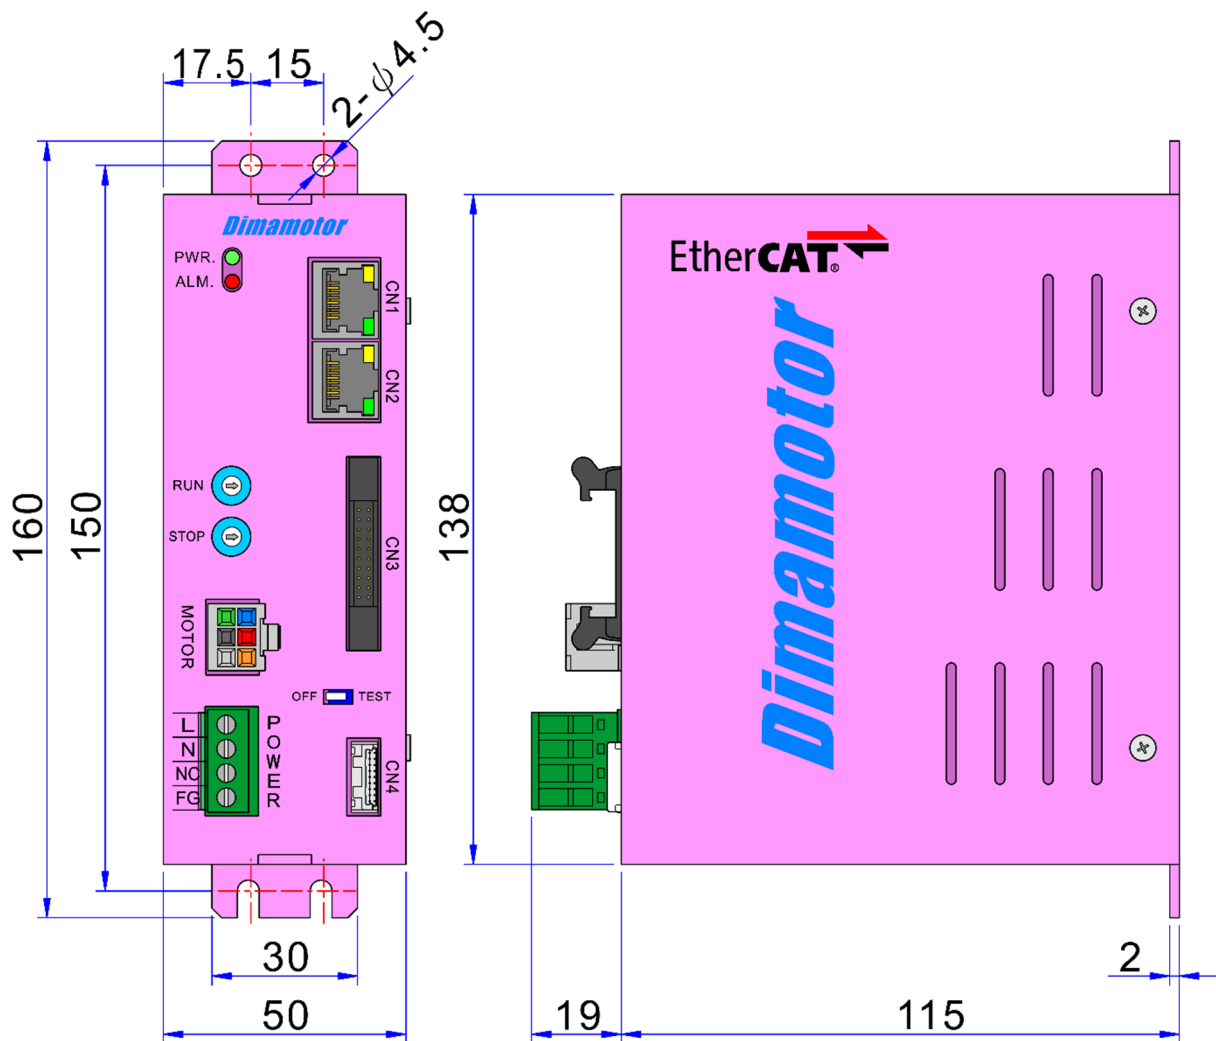 17.5
15
2-φ4.5
Dimamotor
PWR.
ALM.
CN1
CN2
RUN
STOP
CN3
MOTOR
OFF
TEST
L
N
NC
FG
POWER
CN4
160
150
138
30
50
EtherCAT®
Dimamotor
19
115
2